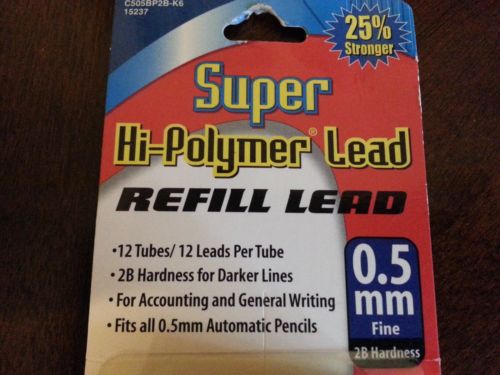 C505BP2B-K6
15237
25%
Stronger
Super
Hi-Polymer® Lead
REFILL LEAD
•12 Tubes/ 12 Leads Per Tube
•2B Hardness for Darker Lines
•For Accounting and General Writing
•Fits all 0.5mm Automatic Pencils
0.5
mm
Fine
2B Hardness